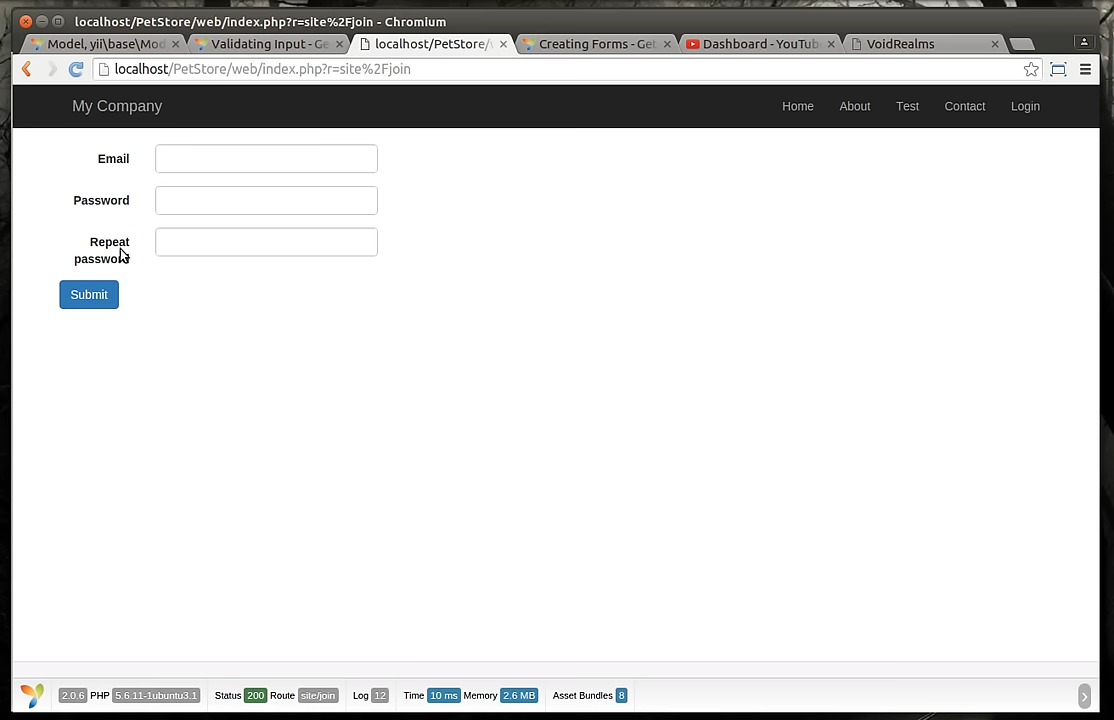 localhost/PetStore/web/index.php?r=site%2Fjoin - Chromium
Model, yii\base\Mod
Validating Input - Ge
localhost/PetStore/
Creating Forms - Get
Dashboard - YouTub
VoidRealms
localhost/PetStore/web/index.php?r=site%2Fjoin
My Company
Home About Test Contact Login
Email
Password
Repeat
password
Submit
2.0.6 PHP 5.6.11-1ubuntu3.1 Status 200 Route site/join Log 12 Time 10 ms Memory 2.6 MB Asset Bundles 8